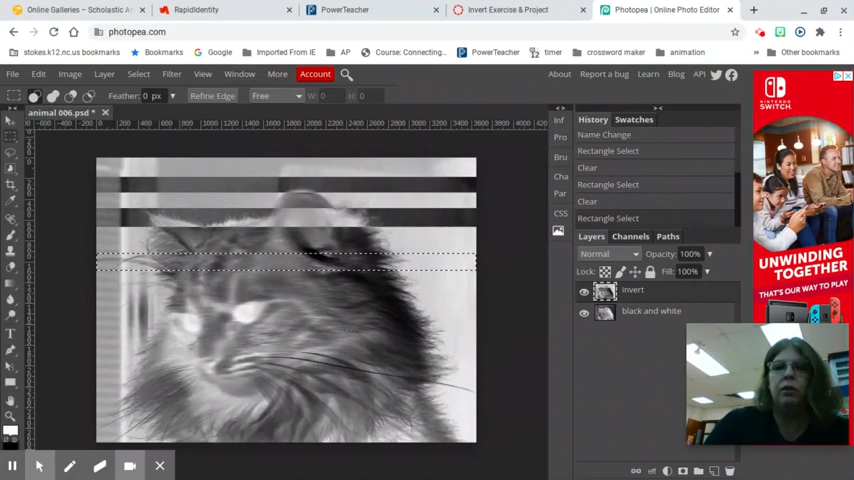 Online Galleries – Scholastic Ar
RapidIdentity
PowerTeacher
Invert Exercise & Project
Photopea | Online Photo Editor
photopea.com
stokes.k12.nc.us bookmarks
Bookmarks
Google
Imported From IE
AP
Course: Connecting...
PowerTeacher
timer
crossword maker
animation
Other bookmarks
File Edit Image Layer Select Filter View Window More Account
About Report a bug Learn Blog API
Feather: 0 px
Refine Edge
Free
W: 0
H: 0
animal 006.psd *
History Swatches
Name Change
Rectangle Select
Clear
Rectangle Select
Clear
Rectangle Select
Inf
Pro
Bru
Cha
Par
CSS
Layers Channels Paths
Normal
Opacity: 100%
Lock:
Fill: 100%
invert
black and white
NINTENDO
SWITCH
UNWINDING
TOGETHER
THAT'S OUR WAY TO PLAY